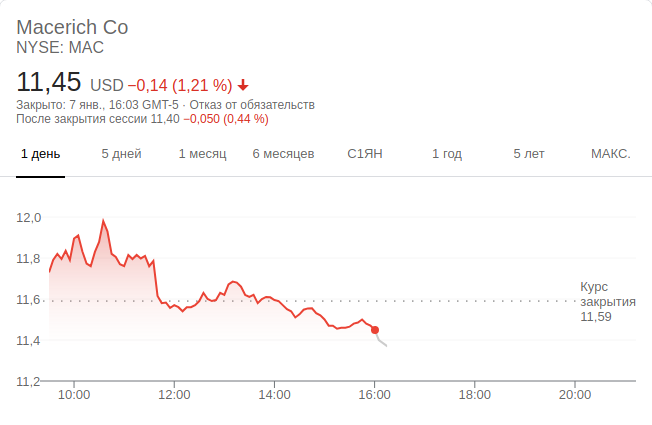 Macerich Co
NYSE: MAC
11,45 USD −0,14 (1,21 %)
Закрыто: 7 янв., 16:03 GMT-5 · Отказ от обязательств
После закрытия сессии 11,40 −0,050 (0,44 %)
1 день 5 дней 1 месяц 6 месяцев С1ЯН 1 год 5 лет МАКС.
12,0
11,8
11,6
11,4
11,2
Курс
закрытия
11,59
10:00 12:00 14:00 16:00 18:00 20:00